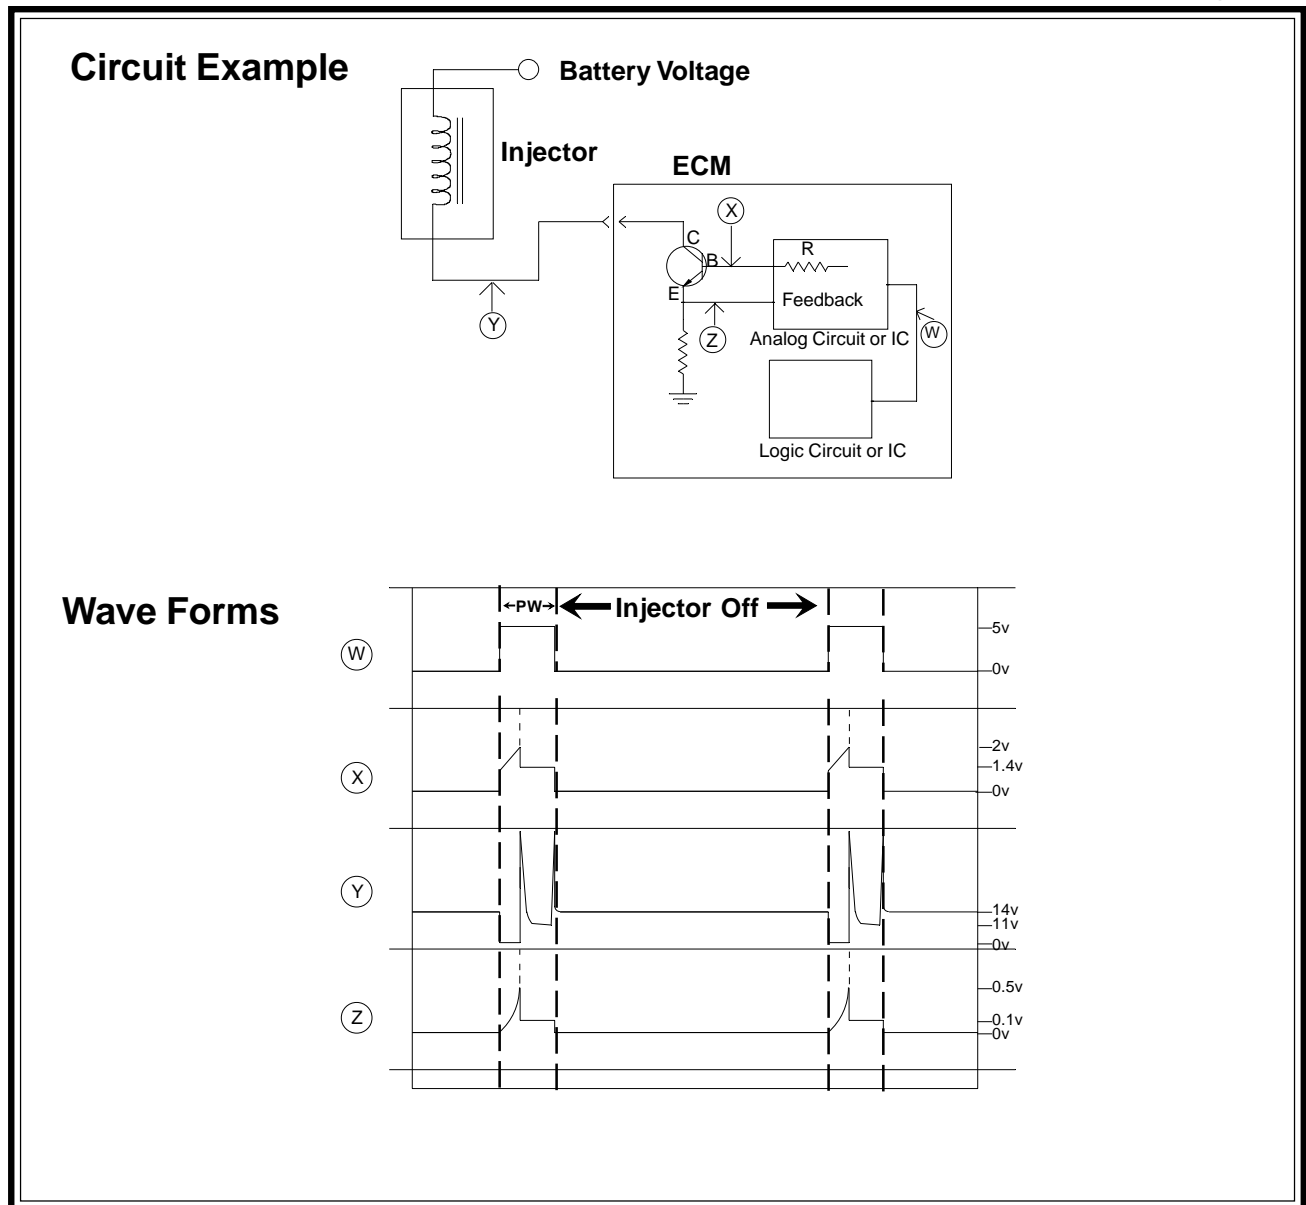 Circuit Example
Battery Voltage
Injector
ECM
X
C
R
B
E
Feedback
Y
Z
W
Analog Circuit or IC
Logic Circuit or IC
Wave Forms
PW
Injector Off
W
5v
0v
X
2v
1.4v
0v
Y
14v
11v
0v
Z
0.5v
0.1v
0v